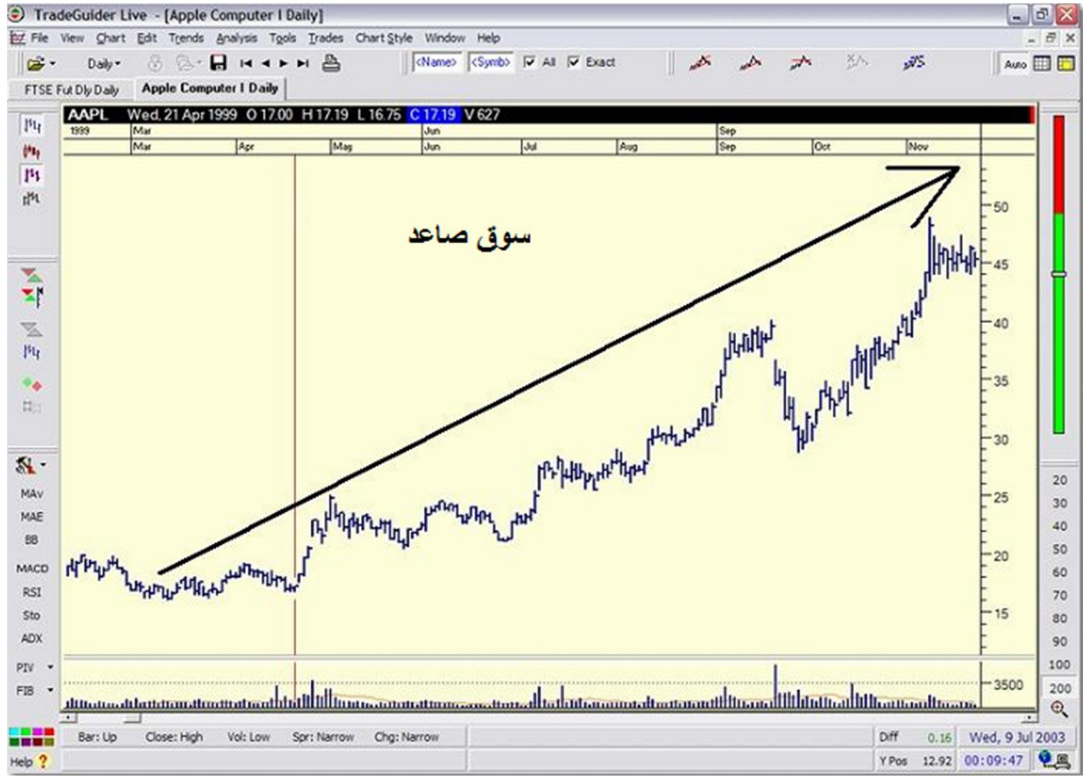 TradeGuider Live - [Apple Computer I Daily]
File View Chart Edit Trends Analysis Tools Trades Chart Style Window Help
Daily <Name> <Symb> All Exact Auto
FTSE Fut Dly Daily Apple Computer I Daily
AAPL Wed, 21 Apr 1999 O 17.00 H 17.19 L 16.75 C 17.19 V 627
1999 Mar Jun Sep
Mar Apr May Jun Jul Aug Sep Oct Nov
سوق صاعد
50
45
40
35
30
25
20
15
3500
MAv
MAE
BB
MACD
RSI
Sto
ADX
PIV
FIB
20
30
40
50
60
70
80
90
100
200
Bar: Up Close: High Vol: Low Spr: Narrow Chg: Narrow Diff 0.16 Wed, 9 Jul 2003
Help ? Y Pos 12.92 00:09:47